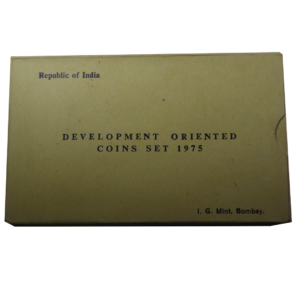 Republic of India
DEVELOPMENT ORIENTED
COINS SET 1975
I. G. Mint, Bombay.